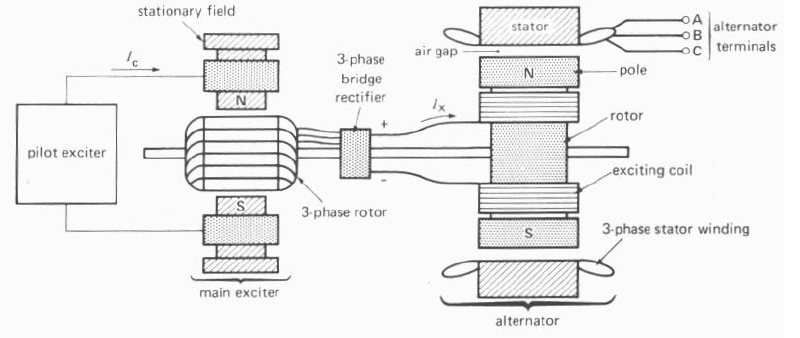 stationary field
Ic
3-phase
bridge
rectifier
N
pilot exciter
+
-
Ix
S
3-phase rotor
main exciter
stator
air gap
A
B
C
alternator
terminals
N
pole
rotor
exciting coil
S
3-phase stator winding
alternator